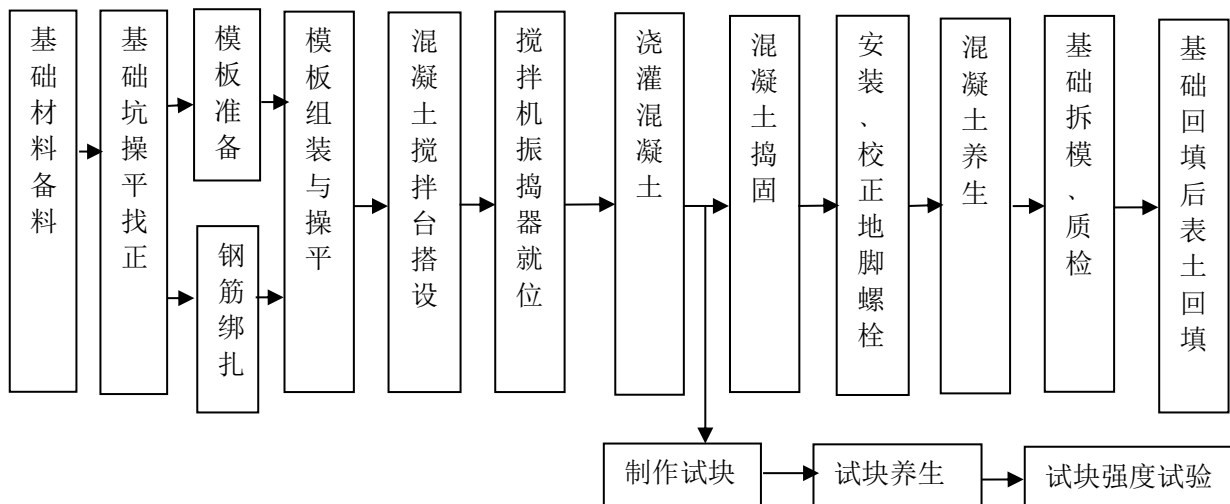 基础材料备料
基础坑操平找正
模板准备
钢筋绑扎
模板组装与操平
混凝土搅拌台搭设
搅拌机振捣器就位
浇灌混凝土
混凝土捣固
安装、校正地脚螺栓
混凝土养生
基础拆模、质检
基础回填后表土回填
制作试块
试块养生
试块强度试验